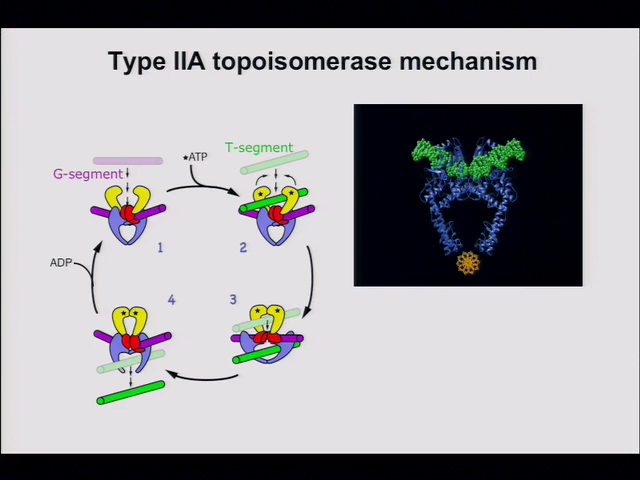 Type IIA topoisomerase mechanism
★ATP
T-segment
G-segment
1
2
ADP
4
3